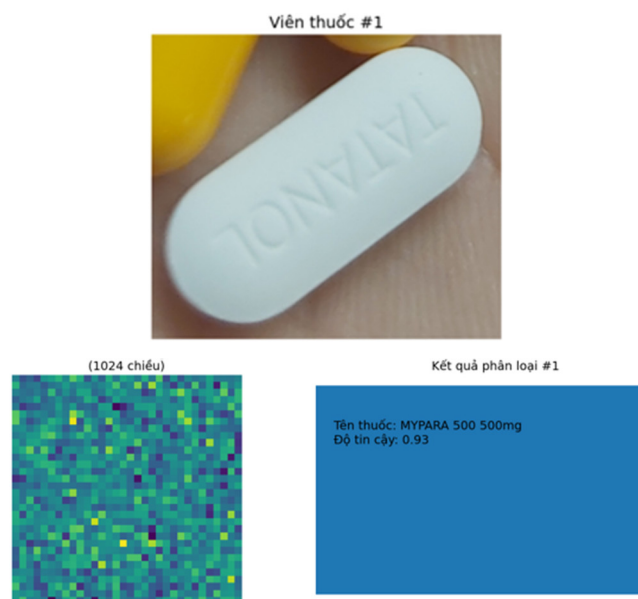 Viên thuốc #1
TATANOL
(1024 chiều)
Kết quả phân loại #1
Tên thuốc: MYPARA 500 500mg
Độ tin cậy: 0.93